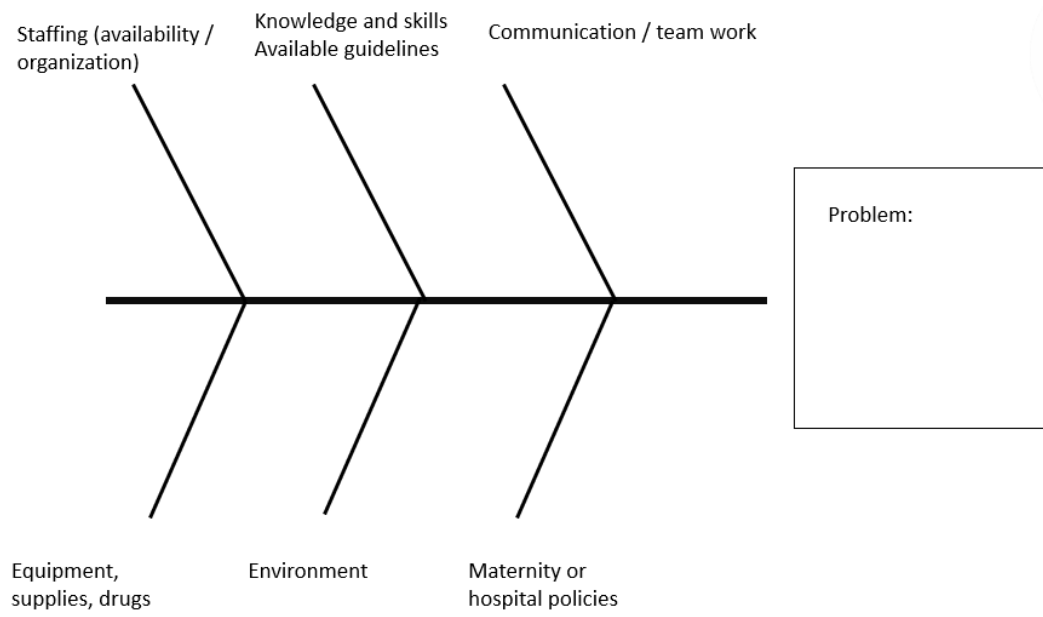 Staffing (availability /
organization)
Knowledge and skills
Available guidelines
Communication / team work
Problem:
Equipment,
supplies, drugs
Environment
Maternity or
hospital policies